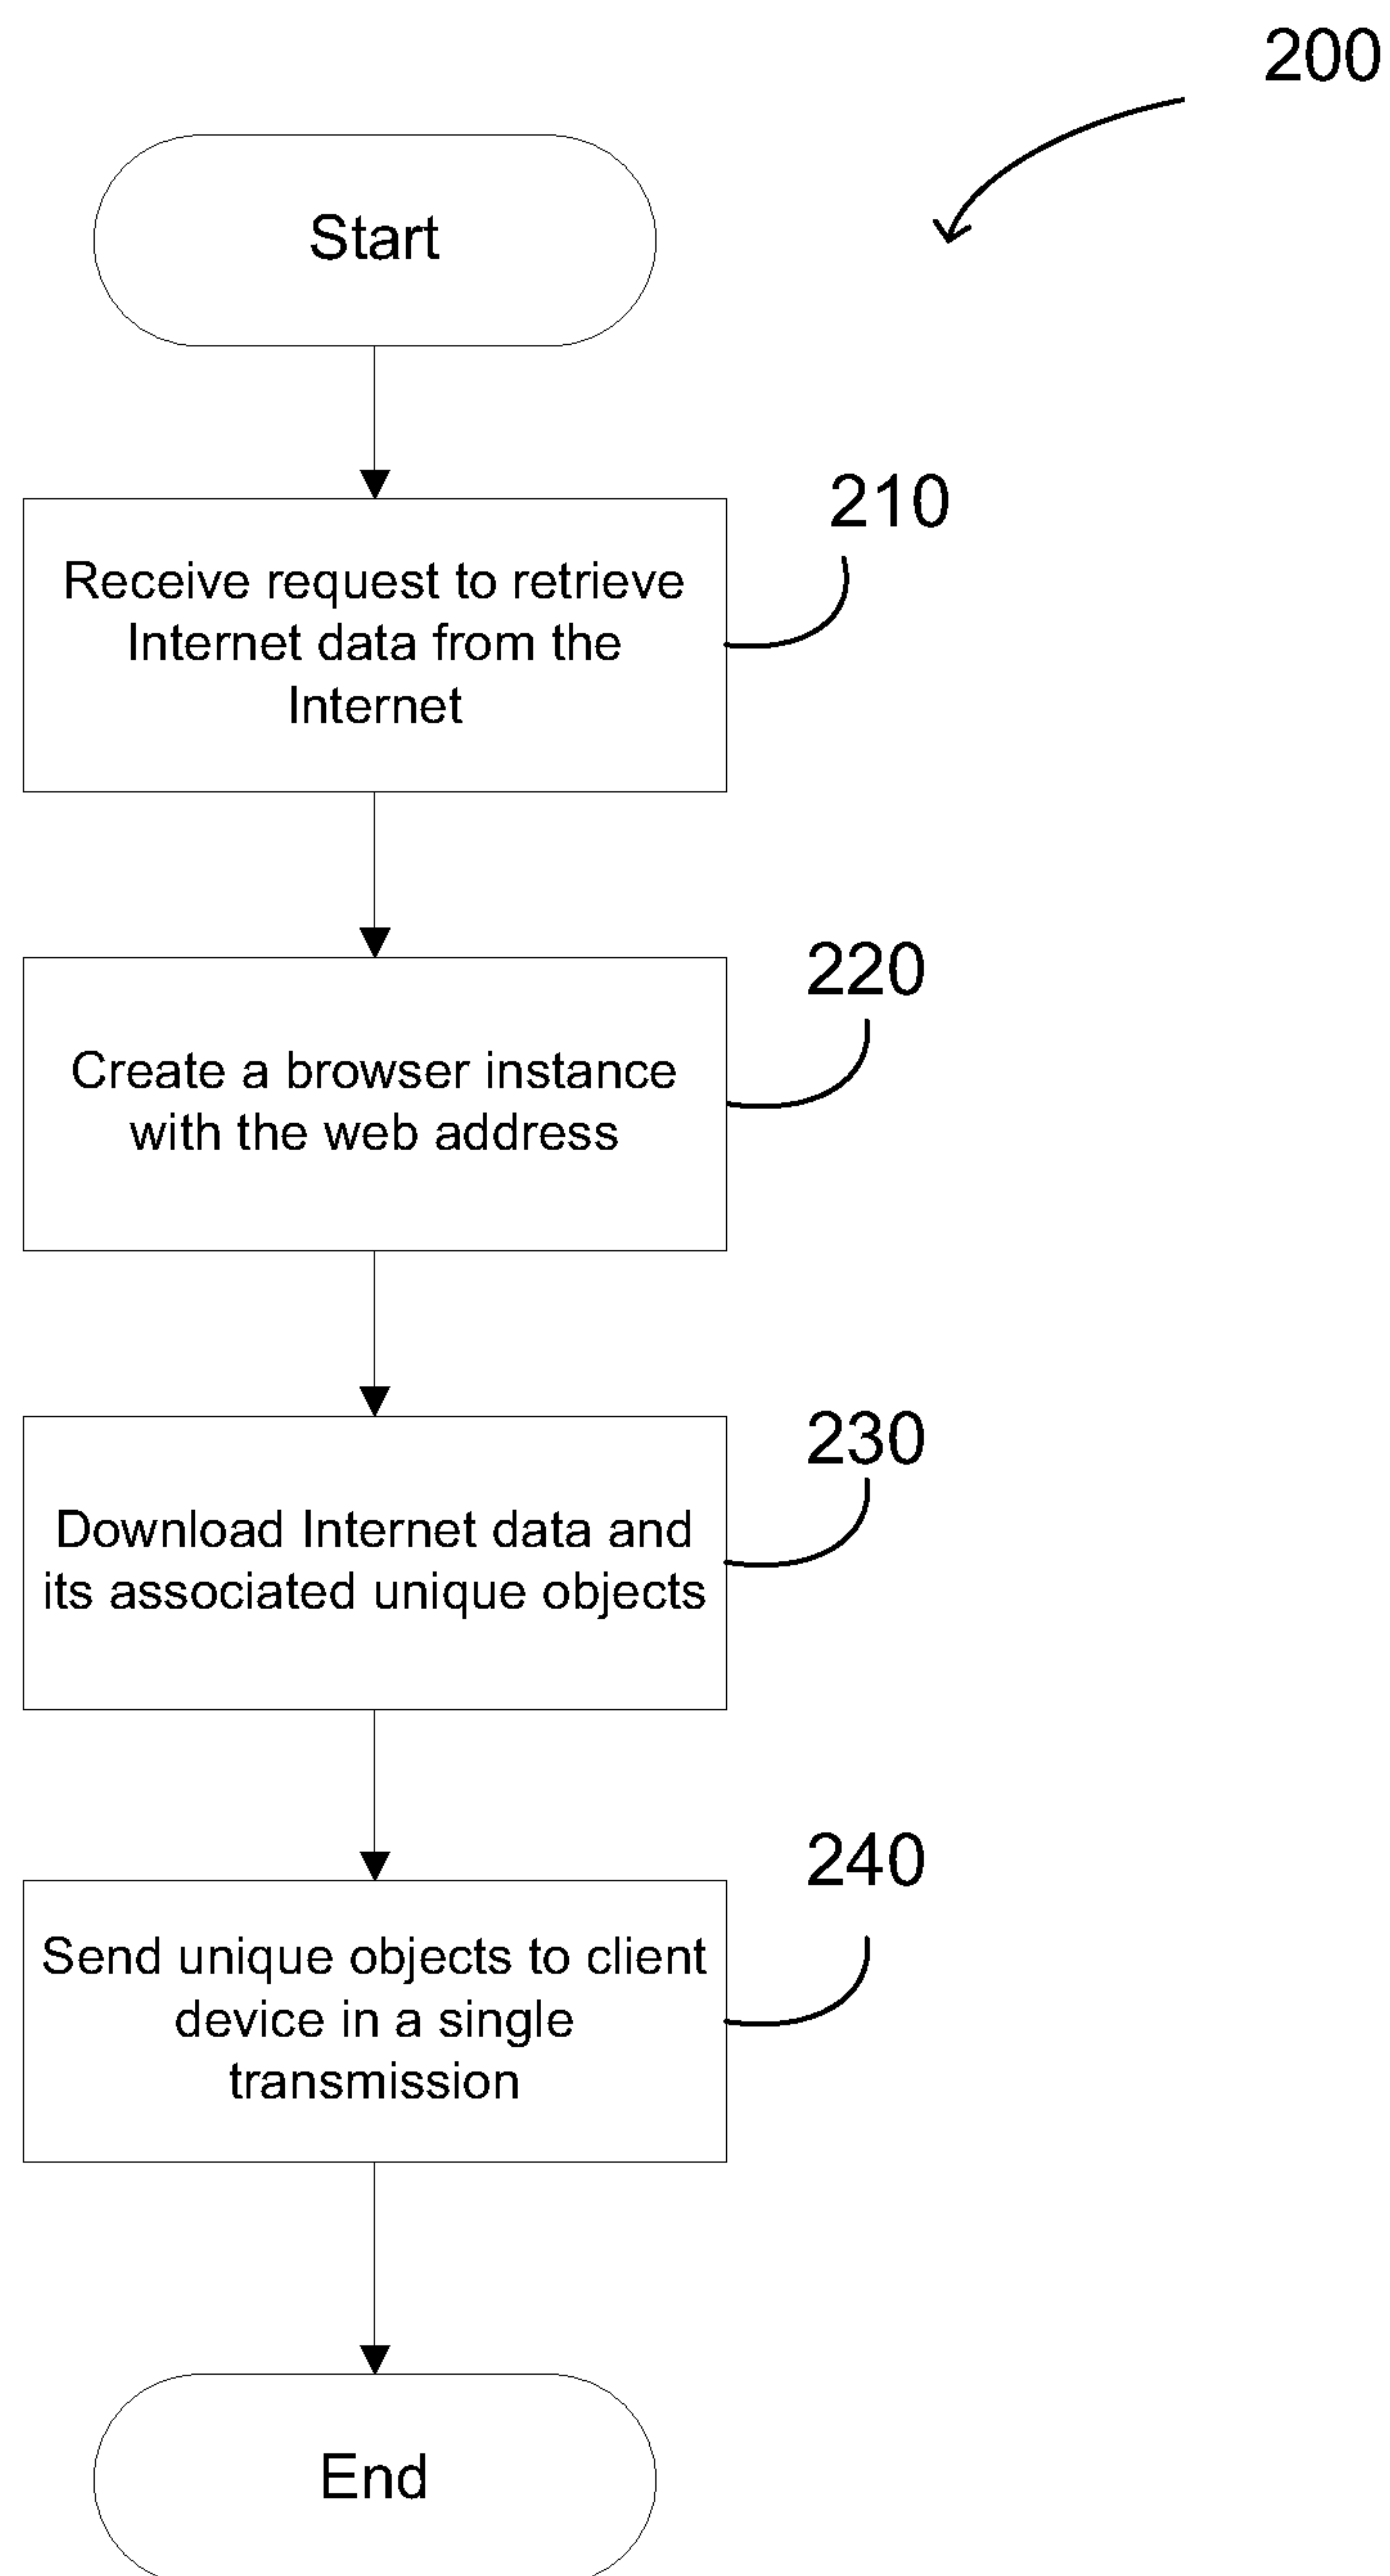 200
Start
210
Receive request to retrieve
Internet data from the
Internet
220
Create a browser instance
with the web address
230
Download Internet data and
its associated unique objects
240
Send unique objects to client
device in a single
transmission
End